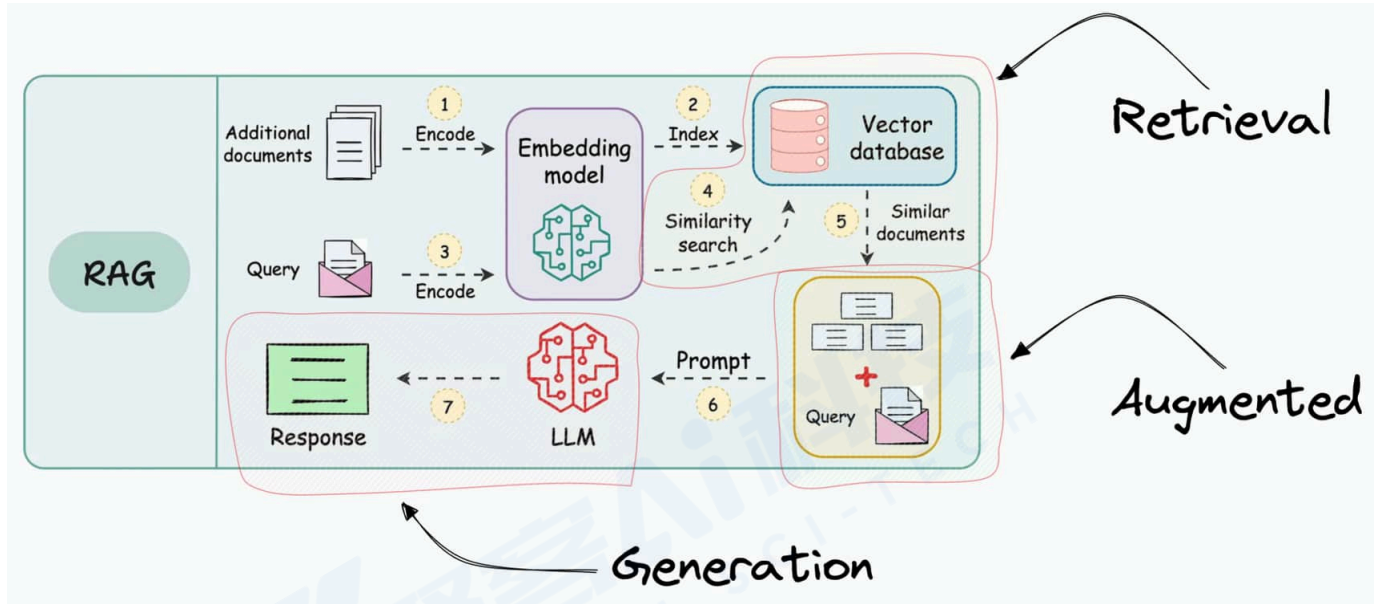 Retrieval
1
2
Additional
documents
Encode
Embedding
model
Index
Vector
database
4
Similarity
search
5
Similar
documents
RAG
Query
3
Encode
Augmented
Prompt
6
Query
7
Response
LLM
Generation